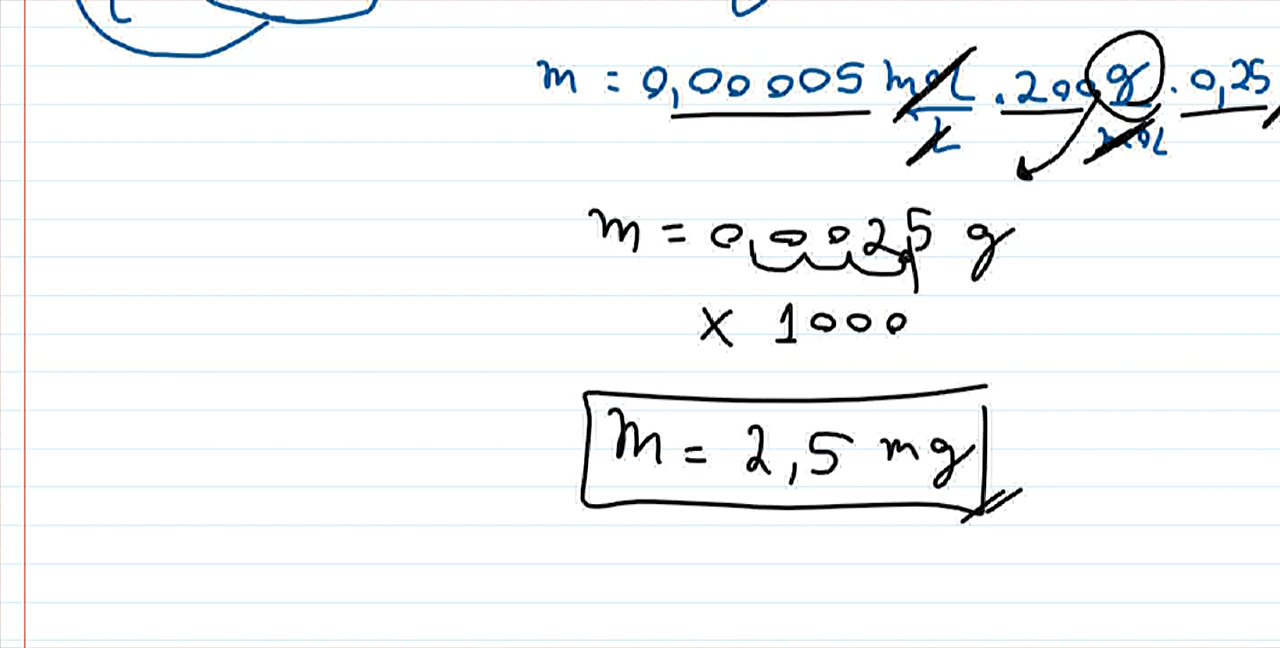 m = 0,00005 mol/L . 200 g/mol . 0,25
m = 0,0025 g
x 1000
m = 2,5 mg